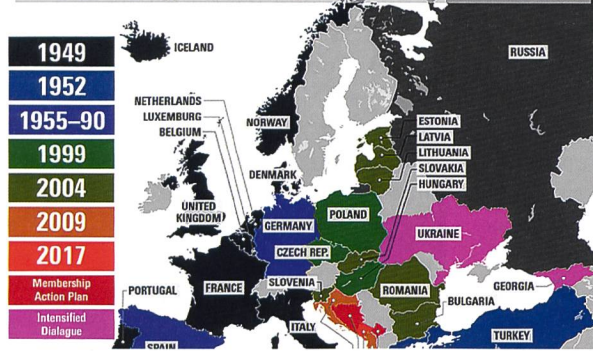 1949
1952
1955–90
1999
2004
2009
2017
Membership
Action Plan
Intensified
Dialague
ICELAND
RUSSIA
NETHERLANDS
LUXEMBURG
BELGIUM
NORWAY
ESTONIA
LATVIA
LITHUANIA
SLOVAKIA
HUNGARY
DENMARK
UNITED
KINGDOM
GERMANY
POLAND
UKRAINE
CZECH REP.
PORTUGAL
FRANCE
SLOVENIA
ROMANIA
GEORGIA
BULGARIA
ITALY
TURKEY
SPAIN